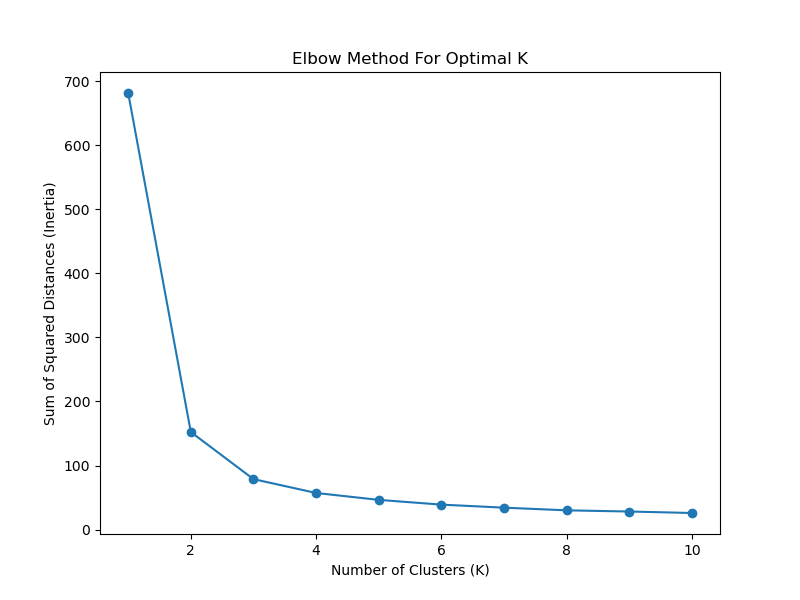 Elbow Method For Optimal K
Sum of Squared Distances (Inertia)
700
600
500
400
300
200
100
0
2 4 6 8 10
Number of Clusters (K)